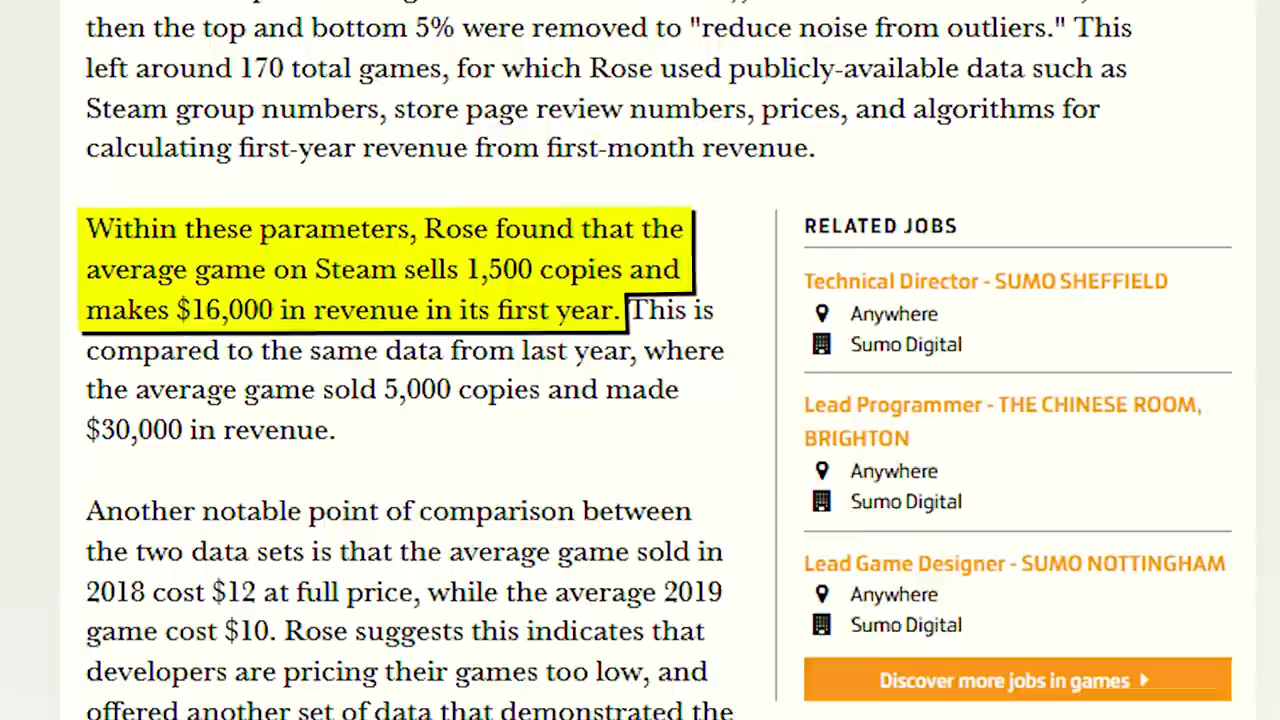 then the top and bottom 5% were removed to "reduce noise from outliers." This
left around 170 total games, for which Rose used publicly-available data such as
Steam group numbers, store page review numbers, prices, and algorithms for
calculating first-year revenue from first-month revenue.
Within these parameters, Rose found that the
average game on Steam sells 1,500 copies and
makes $16,000 in revenue in its first year. This is
compared to the same data from last year, where
the average game sold 5,000 copies and made
$30,000 in revenue.
Another notable point of comparison between
the two data sets is that the average game sold in
2018 cost $12 at full price, while the average 2019
game cost $10. Rose suggests this indicates that
developers are pricing their games too low, and
offered another set of data that demonstrated the
RELATED JOBS
Technical Director - SUMO SHEFFIELD
Anywhere
Sumo Digital
Lead Programmer - THE CHINESE ROOM,
BRIGHTON
Anywhere
Sumo Digital
Lead Game Designer - SUMO NOTTINGHAM
Anywhere
Sumo Digital
Discover more jobs in games